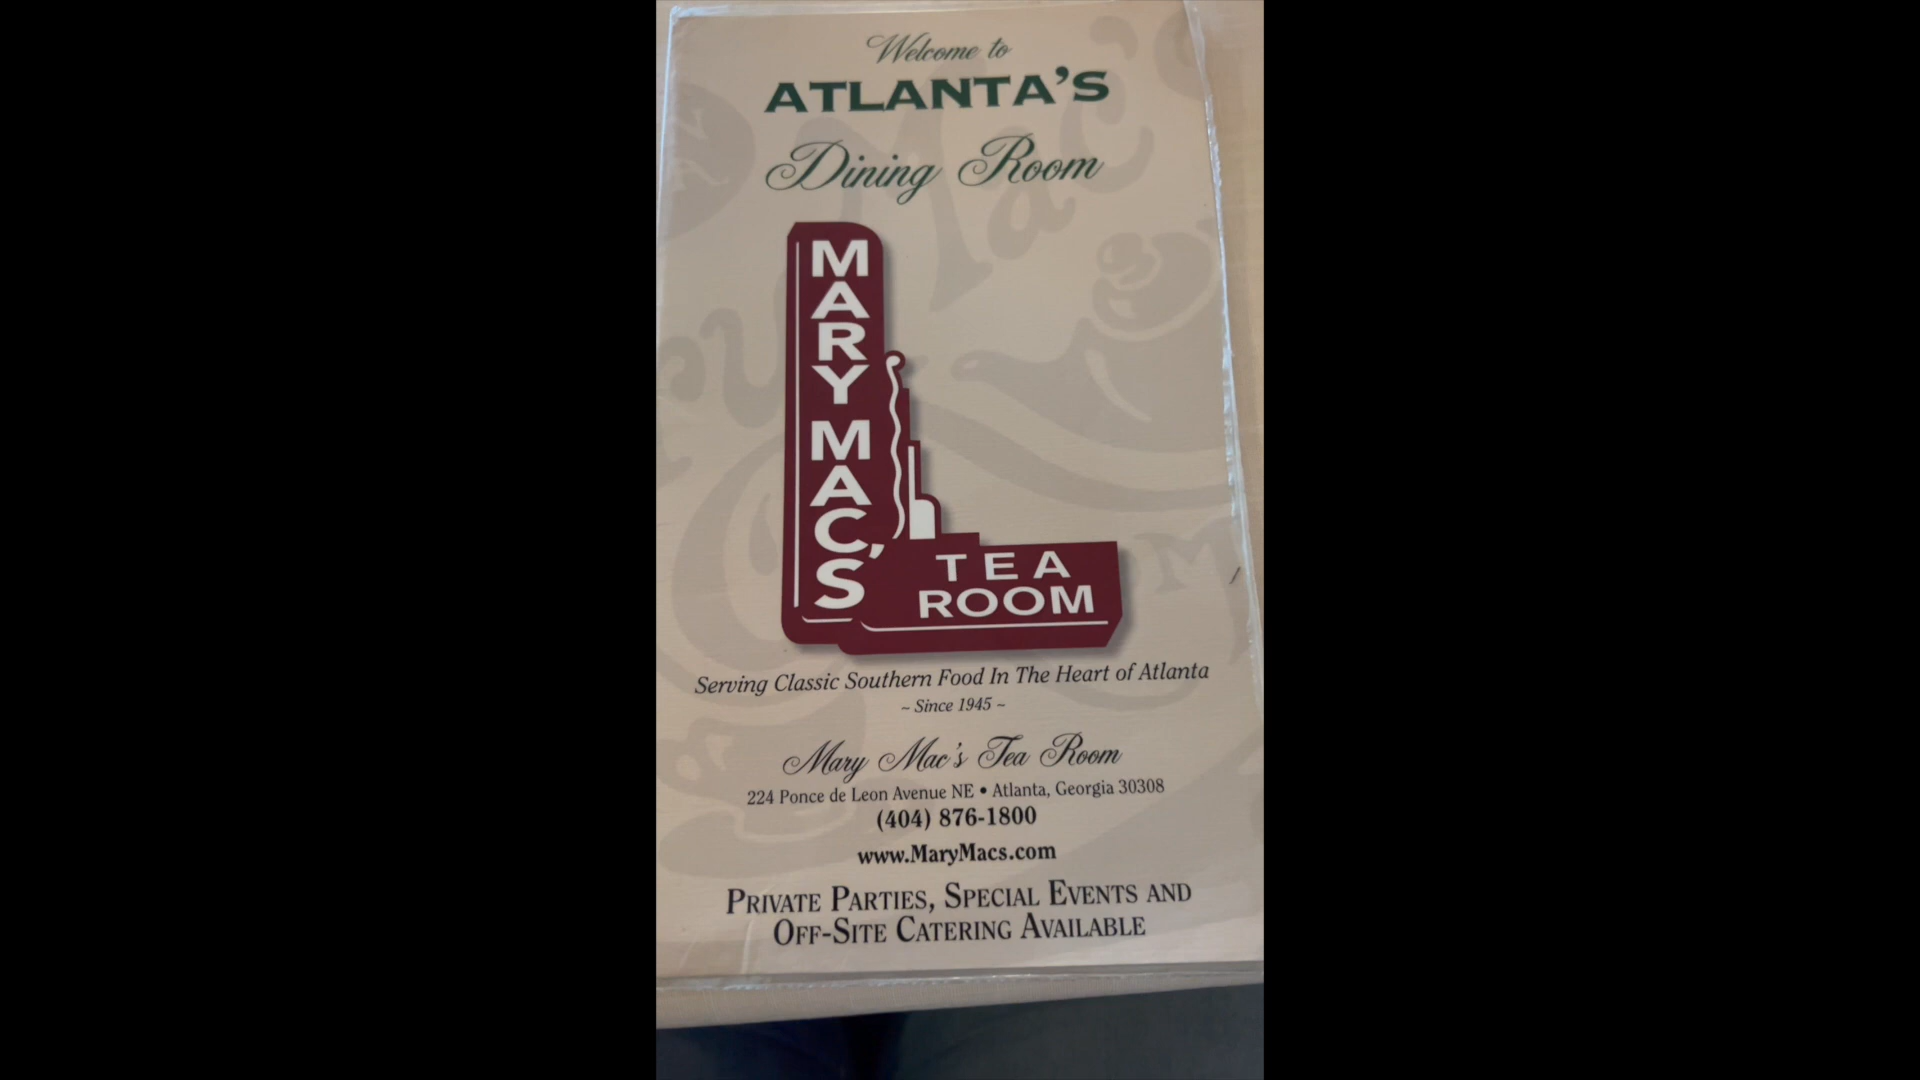 Welcome to
ATLANTA'S
Dining Room
MARY MAC'S
TEA
ROOM
Serving Classic Southern Food In The Heart of Atlanta
~ Since 1945 ~
Mary Mac's Tea Room
224 Ponce de Leon Avenue NE • Atlanta, Georgia 30308
(404) 876-1800
www.MaryMacs.com
PRIVATE PARTIES, SPECIAL EVENTS AND
OFF-SITE CATERING AVAILABLE